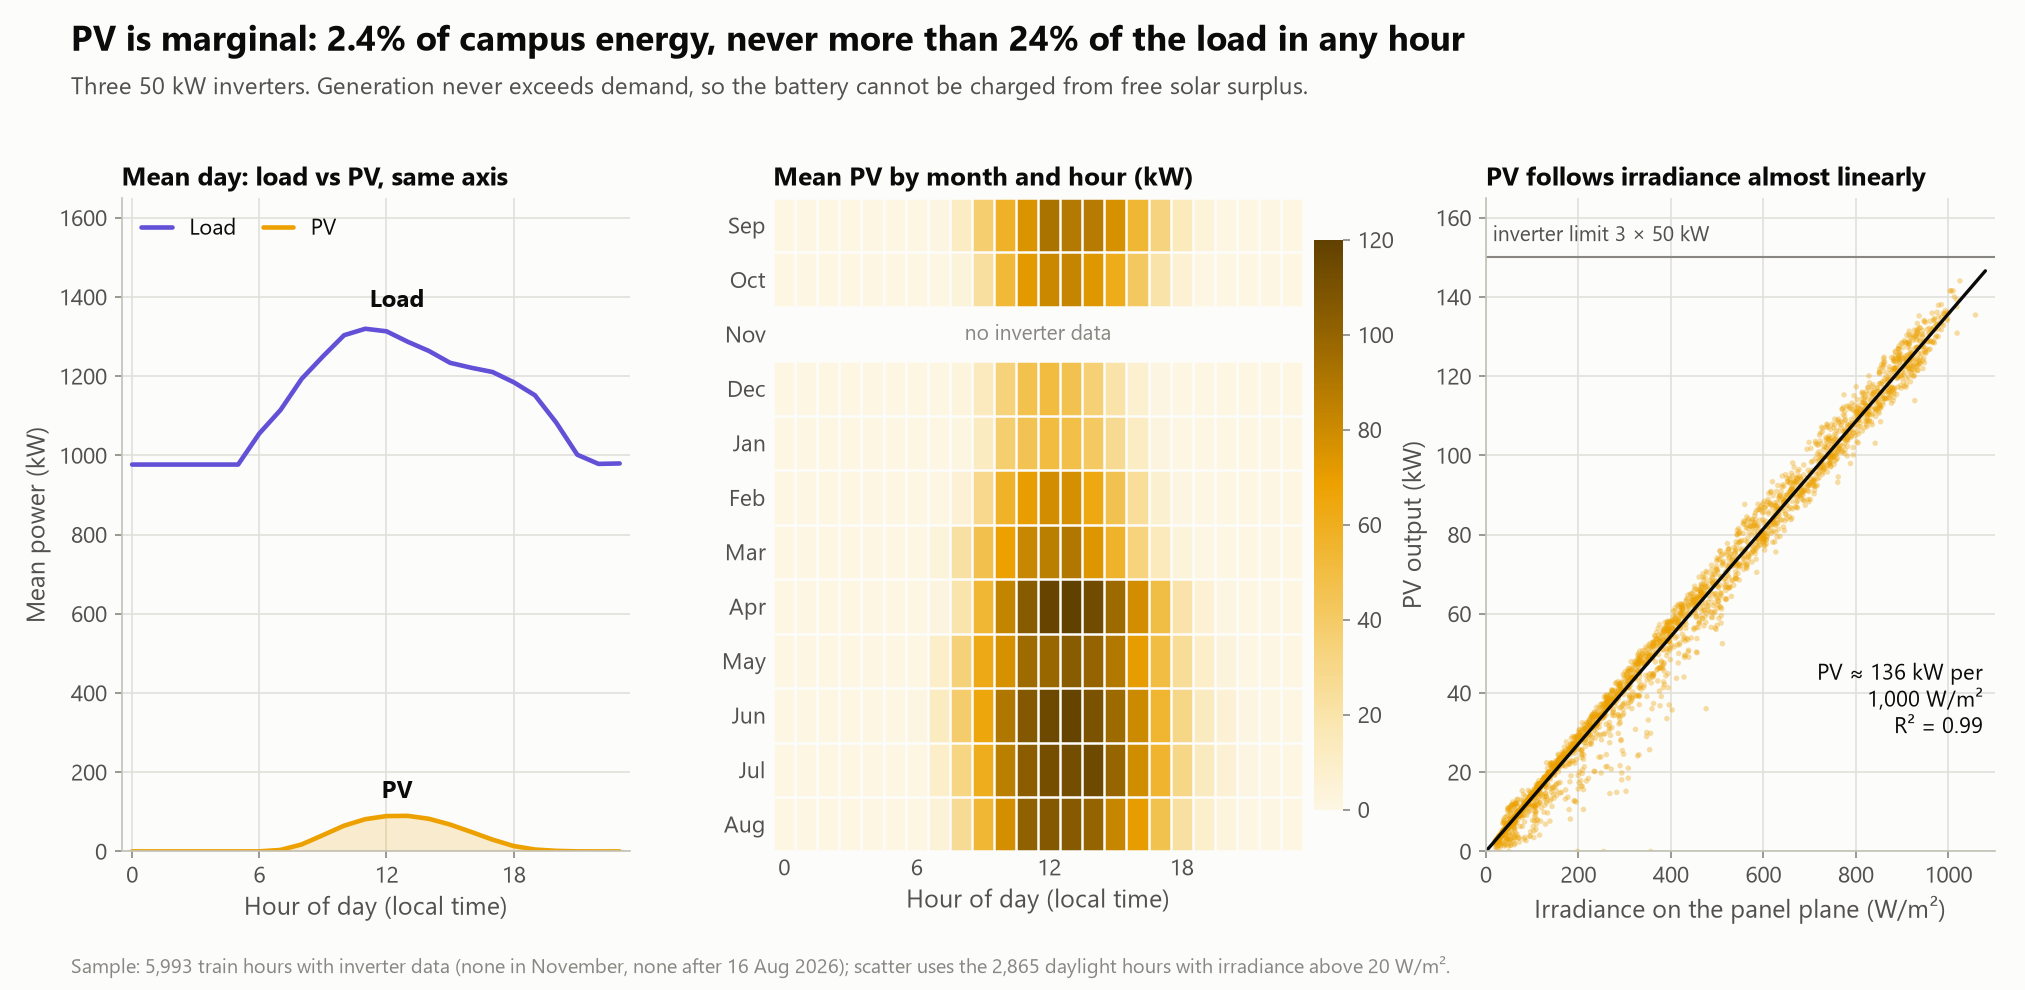 PV is marginal: 2.4% of campus energy, never more than 24% of the load in any hour
Three 50 kW inverters. Generation never exceeds demand, so the battery cannot be charged from free solar surplus.
Mean day: load vs PV, same axis
Load
PV
Load
PV
1600
1400
1200
1000
800
600
400
200
0
Mean power (kW)
0
6
12
18
Hour of day (local time)
Mean PV by month and hour (kW)
Sep
Oct
Nov
no inverter data
Dec
Jan
Feb
Mar
Apr
May
Jun
Jul
Aug
0
6
12
18
Hour of day (local time)
120
100
80
60
40
20
0
PV follows irradiance almost linearly
160
inverter limit 3 × 50 kW
140
120
100
80
60
40
20
0
PV output (kW)
PV ≈ 136 kW per
1,000 W/m²
R² = 0.99
0
200
400
600
800
1000
Irradiance on the panel plane (W/m²)
Sample: 5,993 train hours with inverter data (none in November, none after 16 Aug 2026); scatter uses the 2,865 daylight hours with irradiance above 20 W/m².